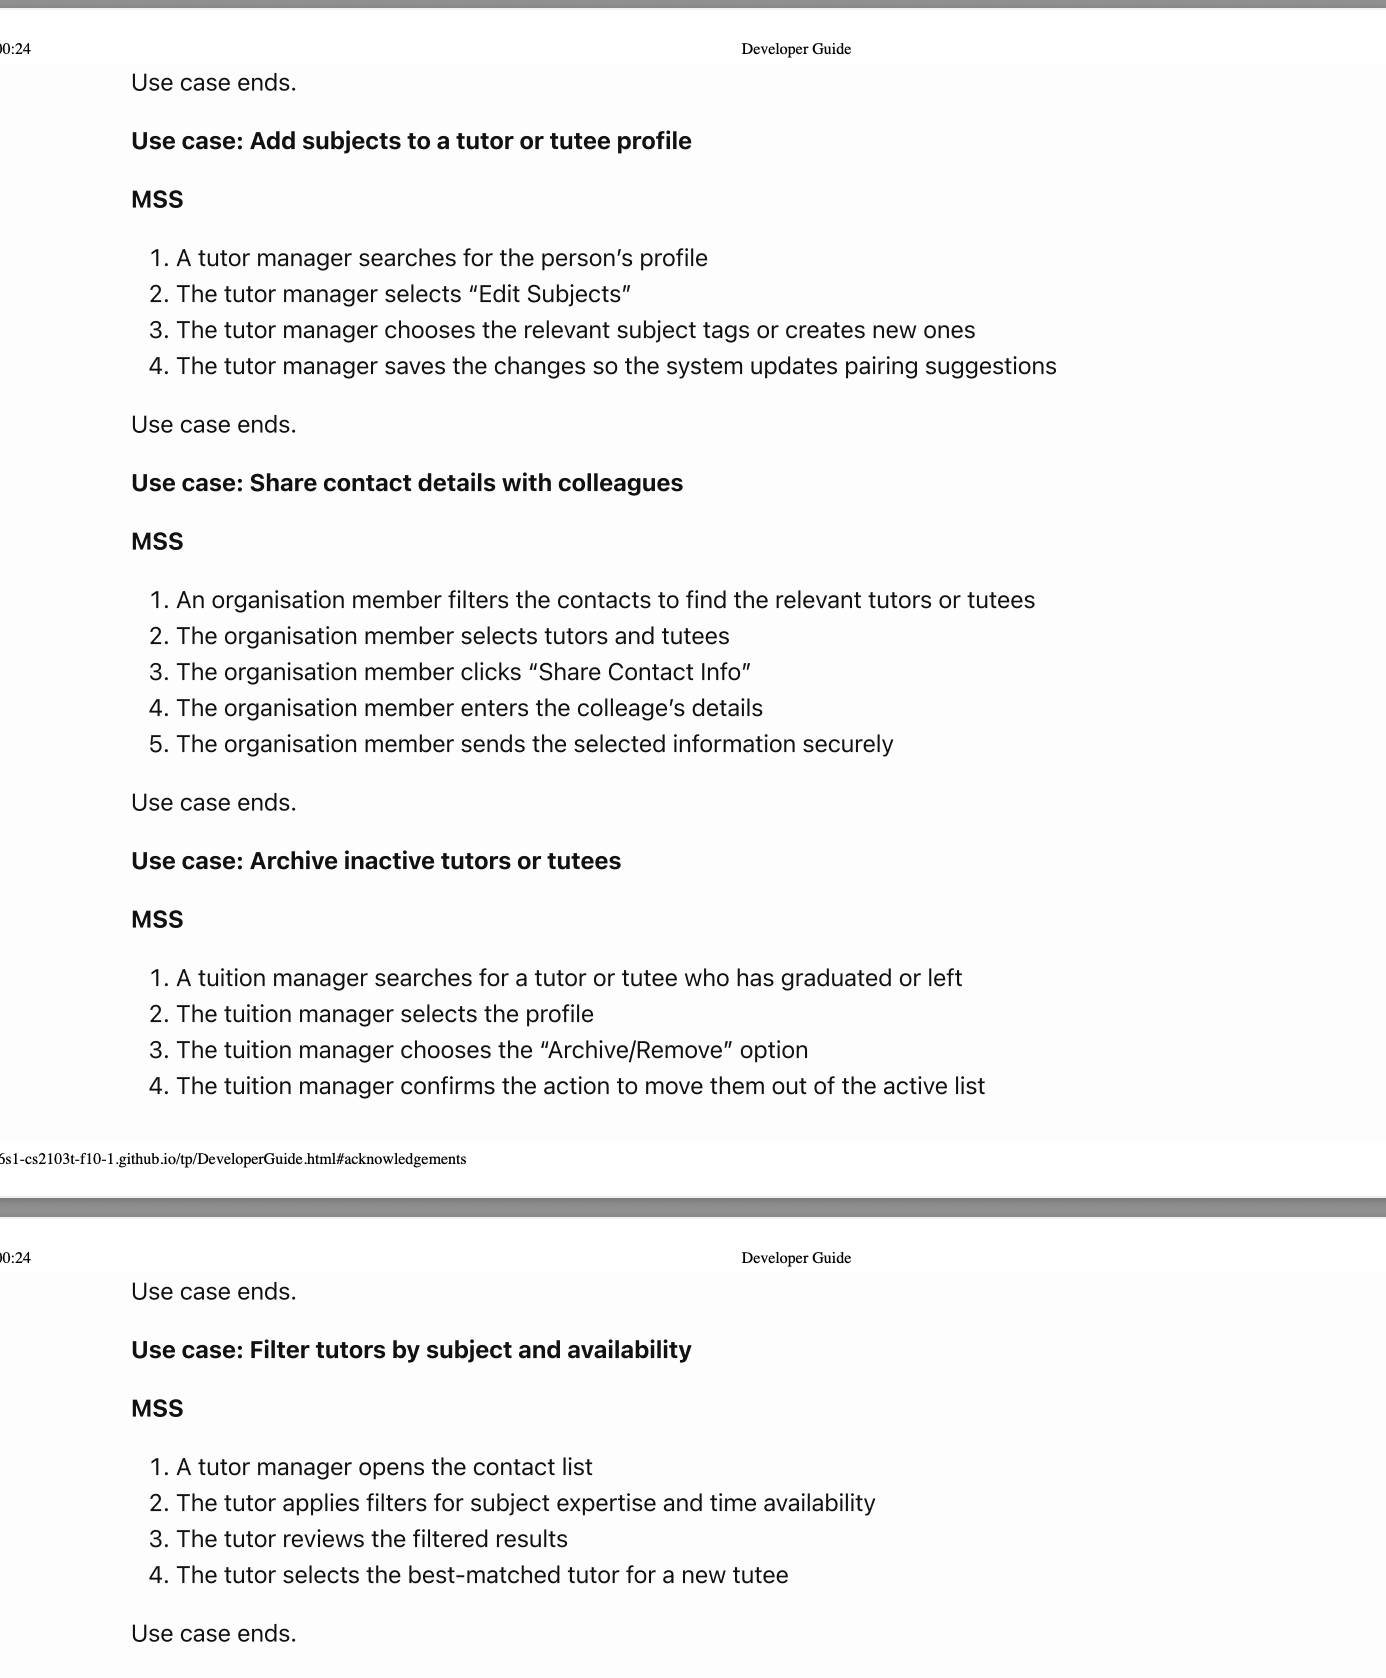 00:24
Developer Guide
Use case ends.
Use case: Add subjects to a tutor or tutee profile
MSS
1. A tutor manager searches for the person’s profile
2. The tutor manager selects “Edit Subjects”
3. The tutor manager chooses the relevant subject tags or creates new ones
4. The tutor manager saves the changes so the system updates pairing suggestions
Use case ends.
Use case: Share contact details with colleagues
MSS
1. An organisation member filters the contacts to find the relevant tutors or tutees
2. The organisation member selects tutors and tutees
3. The organisation member clicks “Share Contact Info”
4. The organisation member enters the colleage’s details
5. The organisation member sends the selected information securely
Use case ends.
Use case: Archive inactive tutors or tutees
MSS
1. A tuition manager searches for a tutor or tutee who has graduated or left
2. The tuition manager selects the profile
3. The tuition manager chooses the “Archive/Remove” option
4. The tuition manager confirms the action to move them out of the active list
6s1-cs2103t-f10-1.github.io/tp/DeveloperGuide.html#acknowledgements
00:24
Developer Guide
Use case ends.
Use case: Filter tutors by subject and availability
MSS
1. A tutor manager opens the contact list
2. The tutor applies filters for subject expertise and time availability
3. The tutor reviews the filtered results
4. The tutor selects the best-matched tutor for a new tutee
Use case ends.